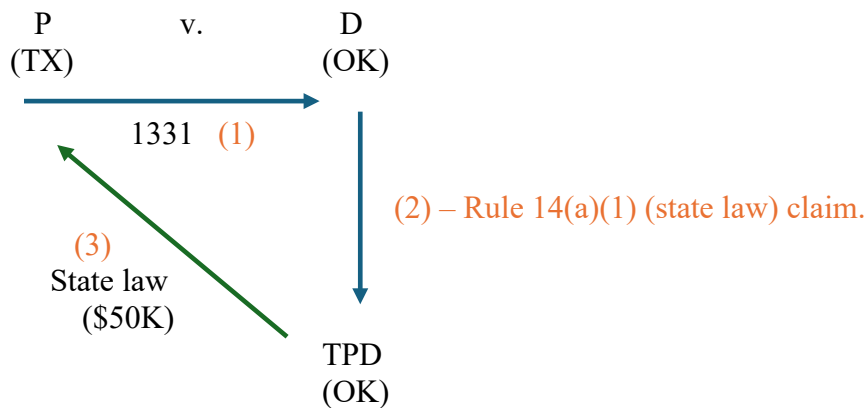 P v. D
(TX) (OK)
1331 (1)
(2) – Rule 14(a)(1) (state law) claim.
(3)
State law
($50K)
TPD
(OK)